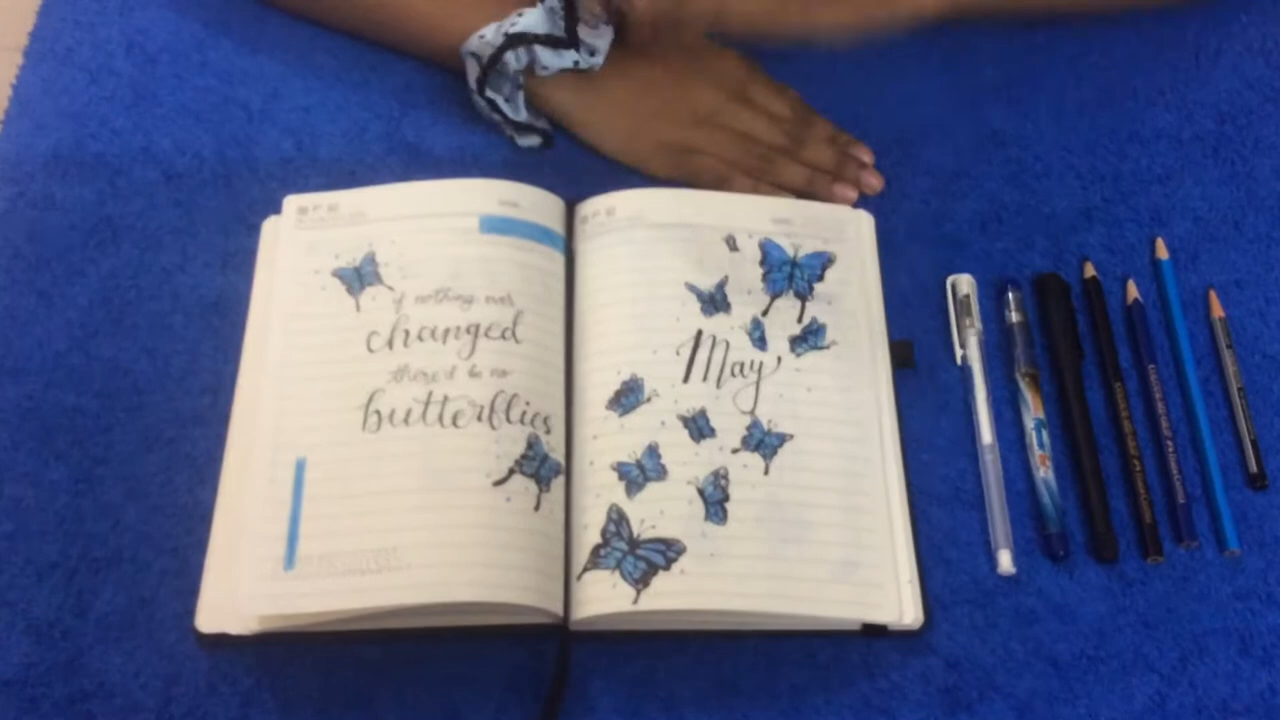 if nothing ever
changed
there'd be no
butterflies
May